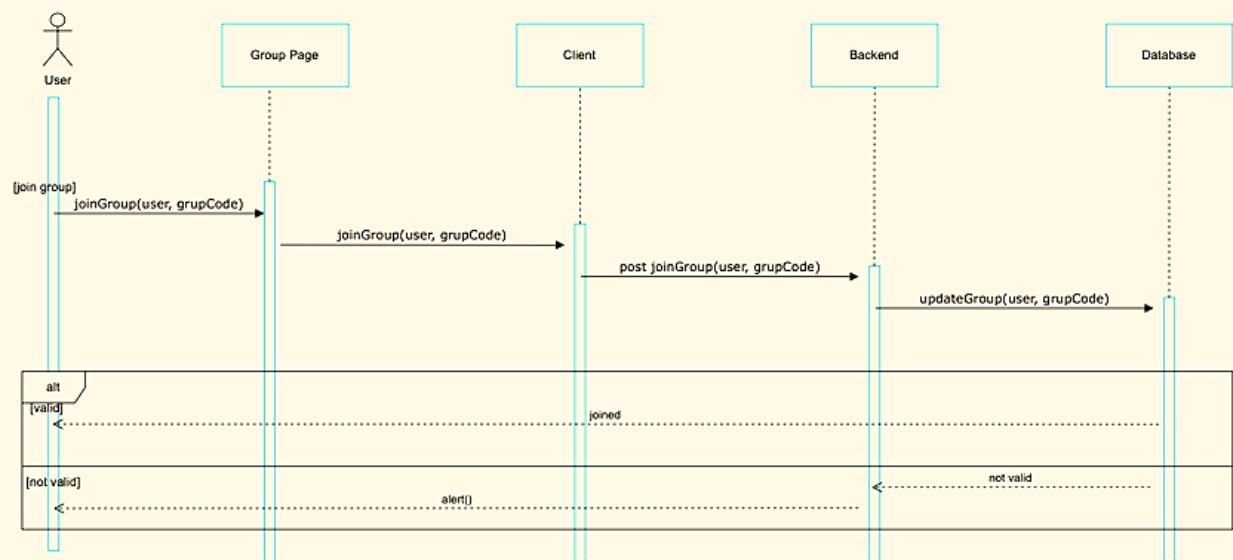 User
Group Page
Client
Backend
Database
[join group]
joinGroup(user, grupCode)
joinGroup(user, grupCode)
post joinGroup(user, grupCode)
updateGroup(user, grupCode)
alt
[valid]
joined
[not valid]
not valid
alert()